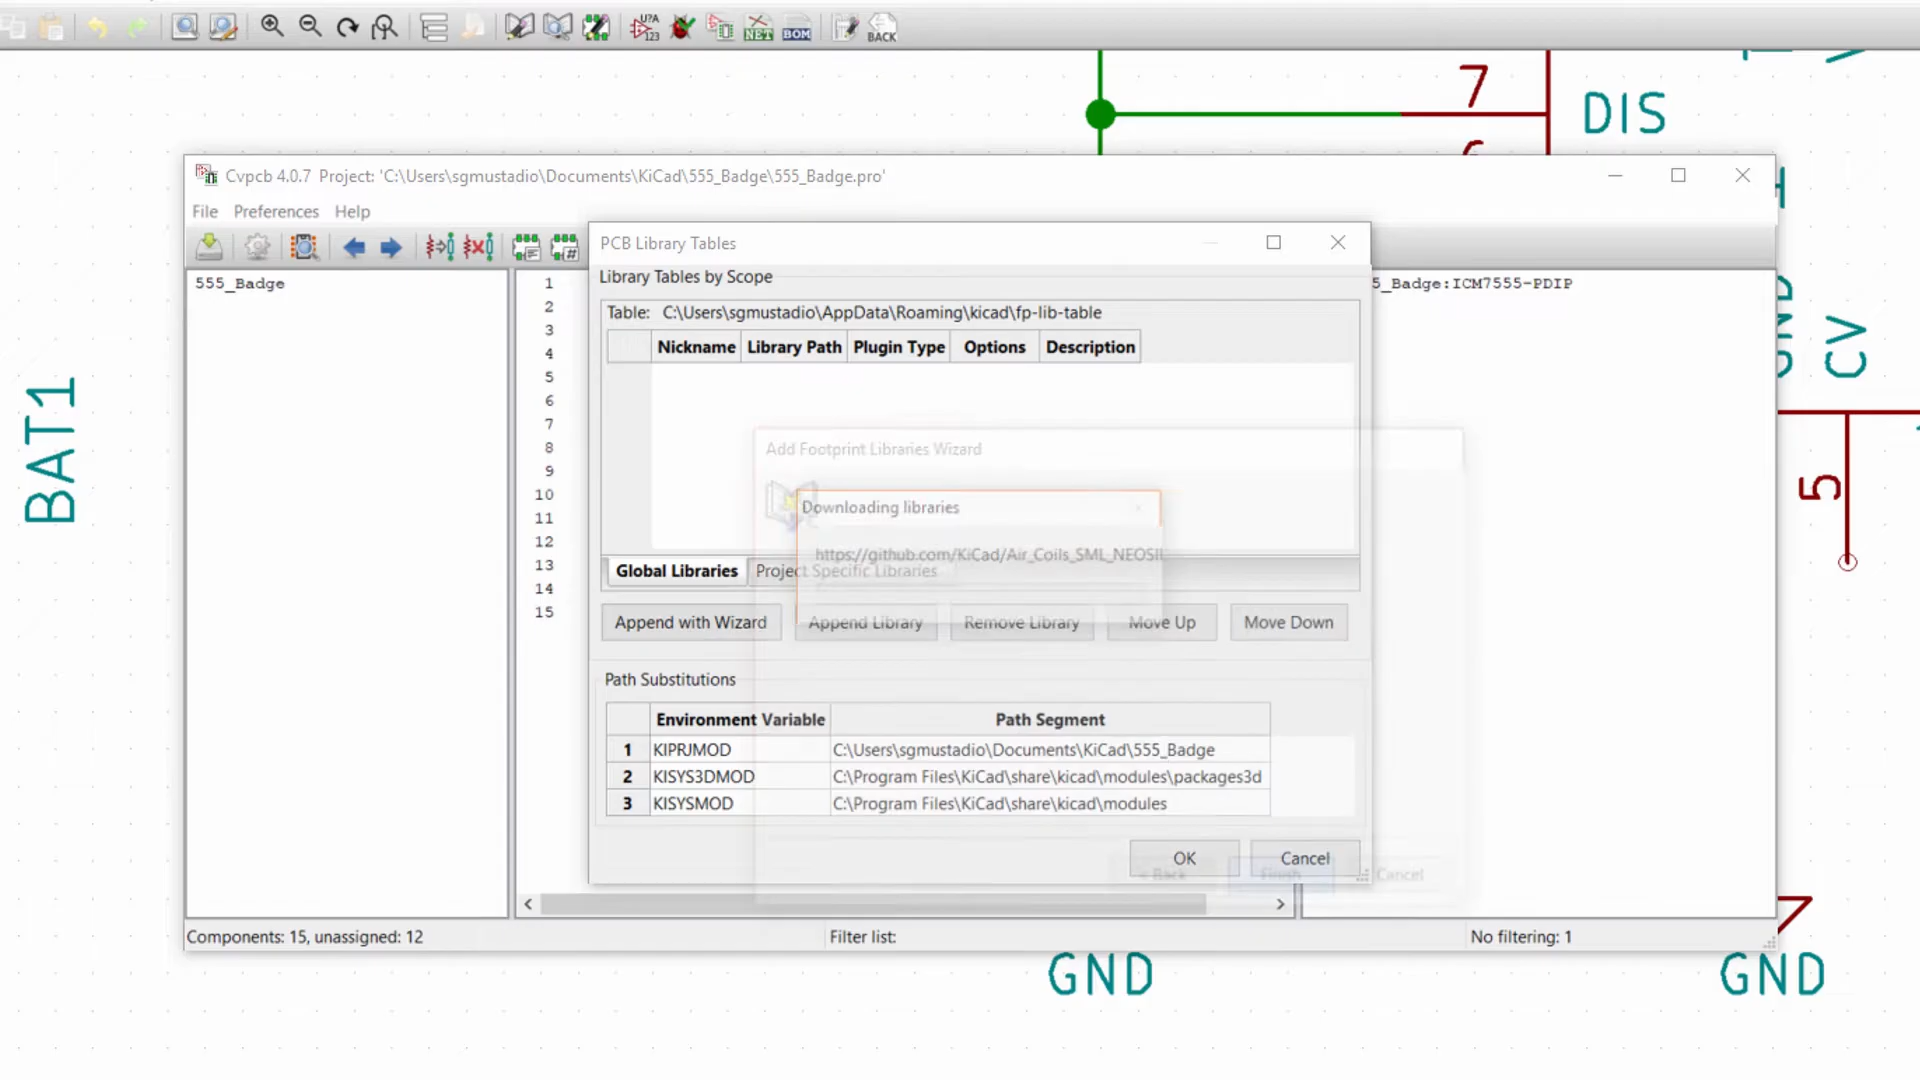 U?A
123
NET
BOM
BACK
7
DIS
6
Cvpcb 4.0.7 Project: 'C:\Users\sgmustadio\Documents\KiCad\555_Badge\555_Badge.pro'
File Preferences Help
PCB Library Tables
555_Badge
5_Badge:ICM7555-PDIP
Library Tables by Scope
Table: C:\Users\sgmustadio\AppData\Roaming\kicad\fp-lib-table
Nickname Library Path Plugin Type Options Description
1
2
3
4
5
6
7
8
9
10
11
12
13
14
15
Add Footprint Libraries Wizard
Downloading libraries
https://github.com/KiCad/Air_Coils_SML_NEOSI
Global Libraries Project Specific Libraries
Append with Wizard Append Library Remove Library Move Up Move Down
Path Substitutions
Environment Variable Path Segment
1 KIPRJMOD C:\Users\sgmustadio\Documents\KiCad\555_Badge
2 KISYS3DMOD C:\Program Files\KiCad\share\kicad\modules\packages3d
3 KISYSMOD C:\Program Files\KiCad\share\kicad\modules
OK Cancel
< Back Finish Cancel
Components: 15, unassigned: 12 Filter list: No filtering: 1
BAT1
GND
CV
5
GND
GND